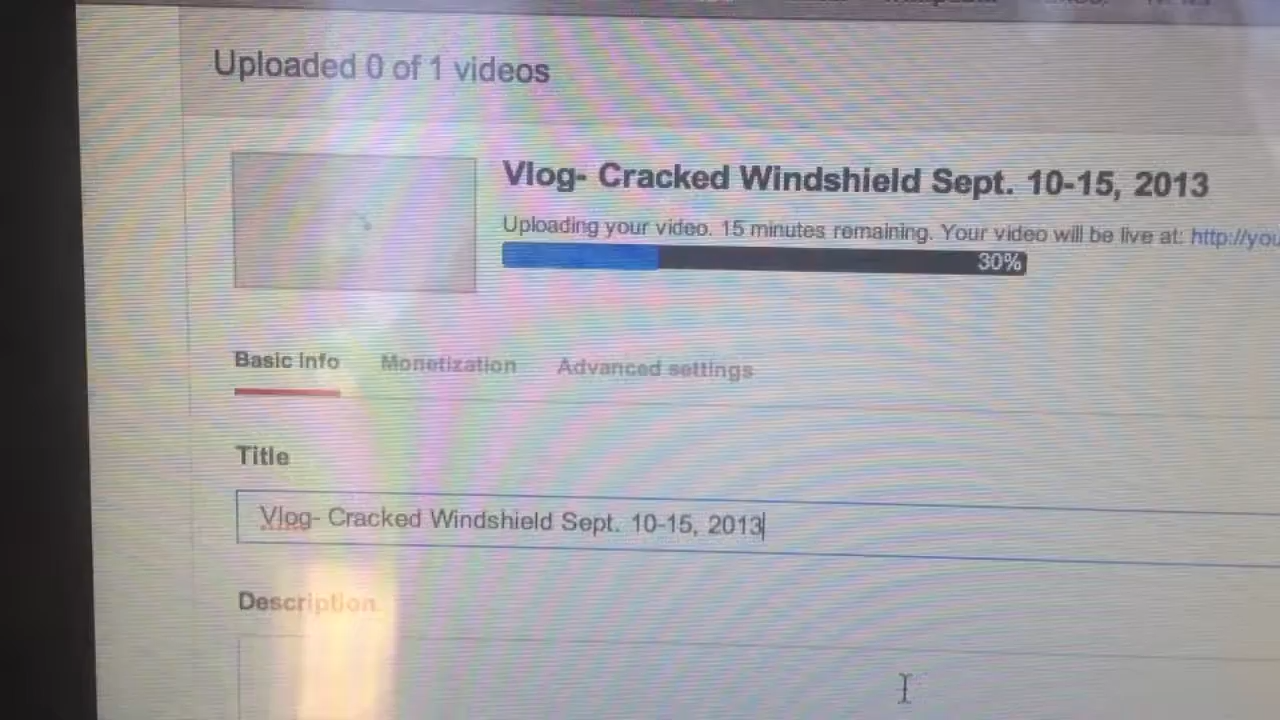 Uploaded 0 of 1 videos
Vlog- Cracked Windshield Sept. 10-15, 2013
Uploading your video. 15 minutes remaining. Your video will be live at: http://you
30%
Basic info Monetization Advanced settings
Title
Vlog- Cracked Windshield Sept. 10-15, 2013
Description